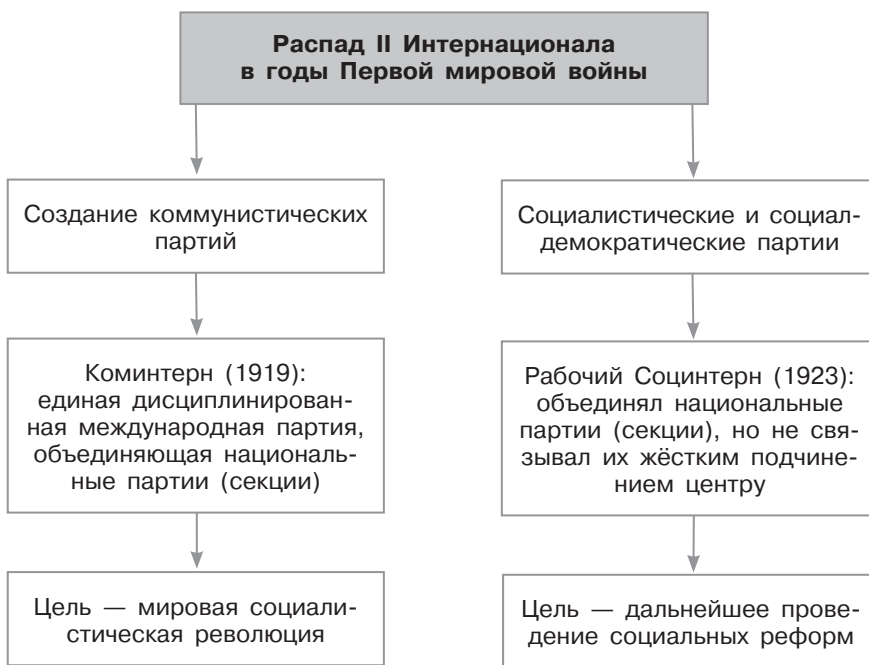 Распад II Интернационала
в годы Первой мировой войны
Создание коммунистических
партий
Коминтерн (1919):
единая дисциплинирован-
ная международная партия,
объединяющая националь-
ные партии (секции)
Цель — мировая социали-
стическая революция
Социалистические и социал-
демократические партии
Рабочий Социнтерн (1923):
объединял национальные
партии (секции), но не свя-
зывал их жёстким подчине-
нием центру
Цель — дальнейшее прове-
дение социальных реформ